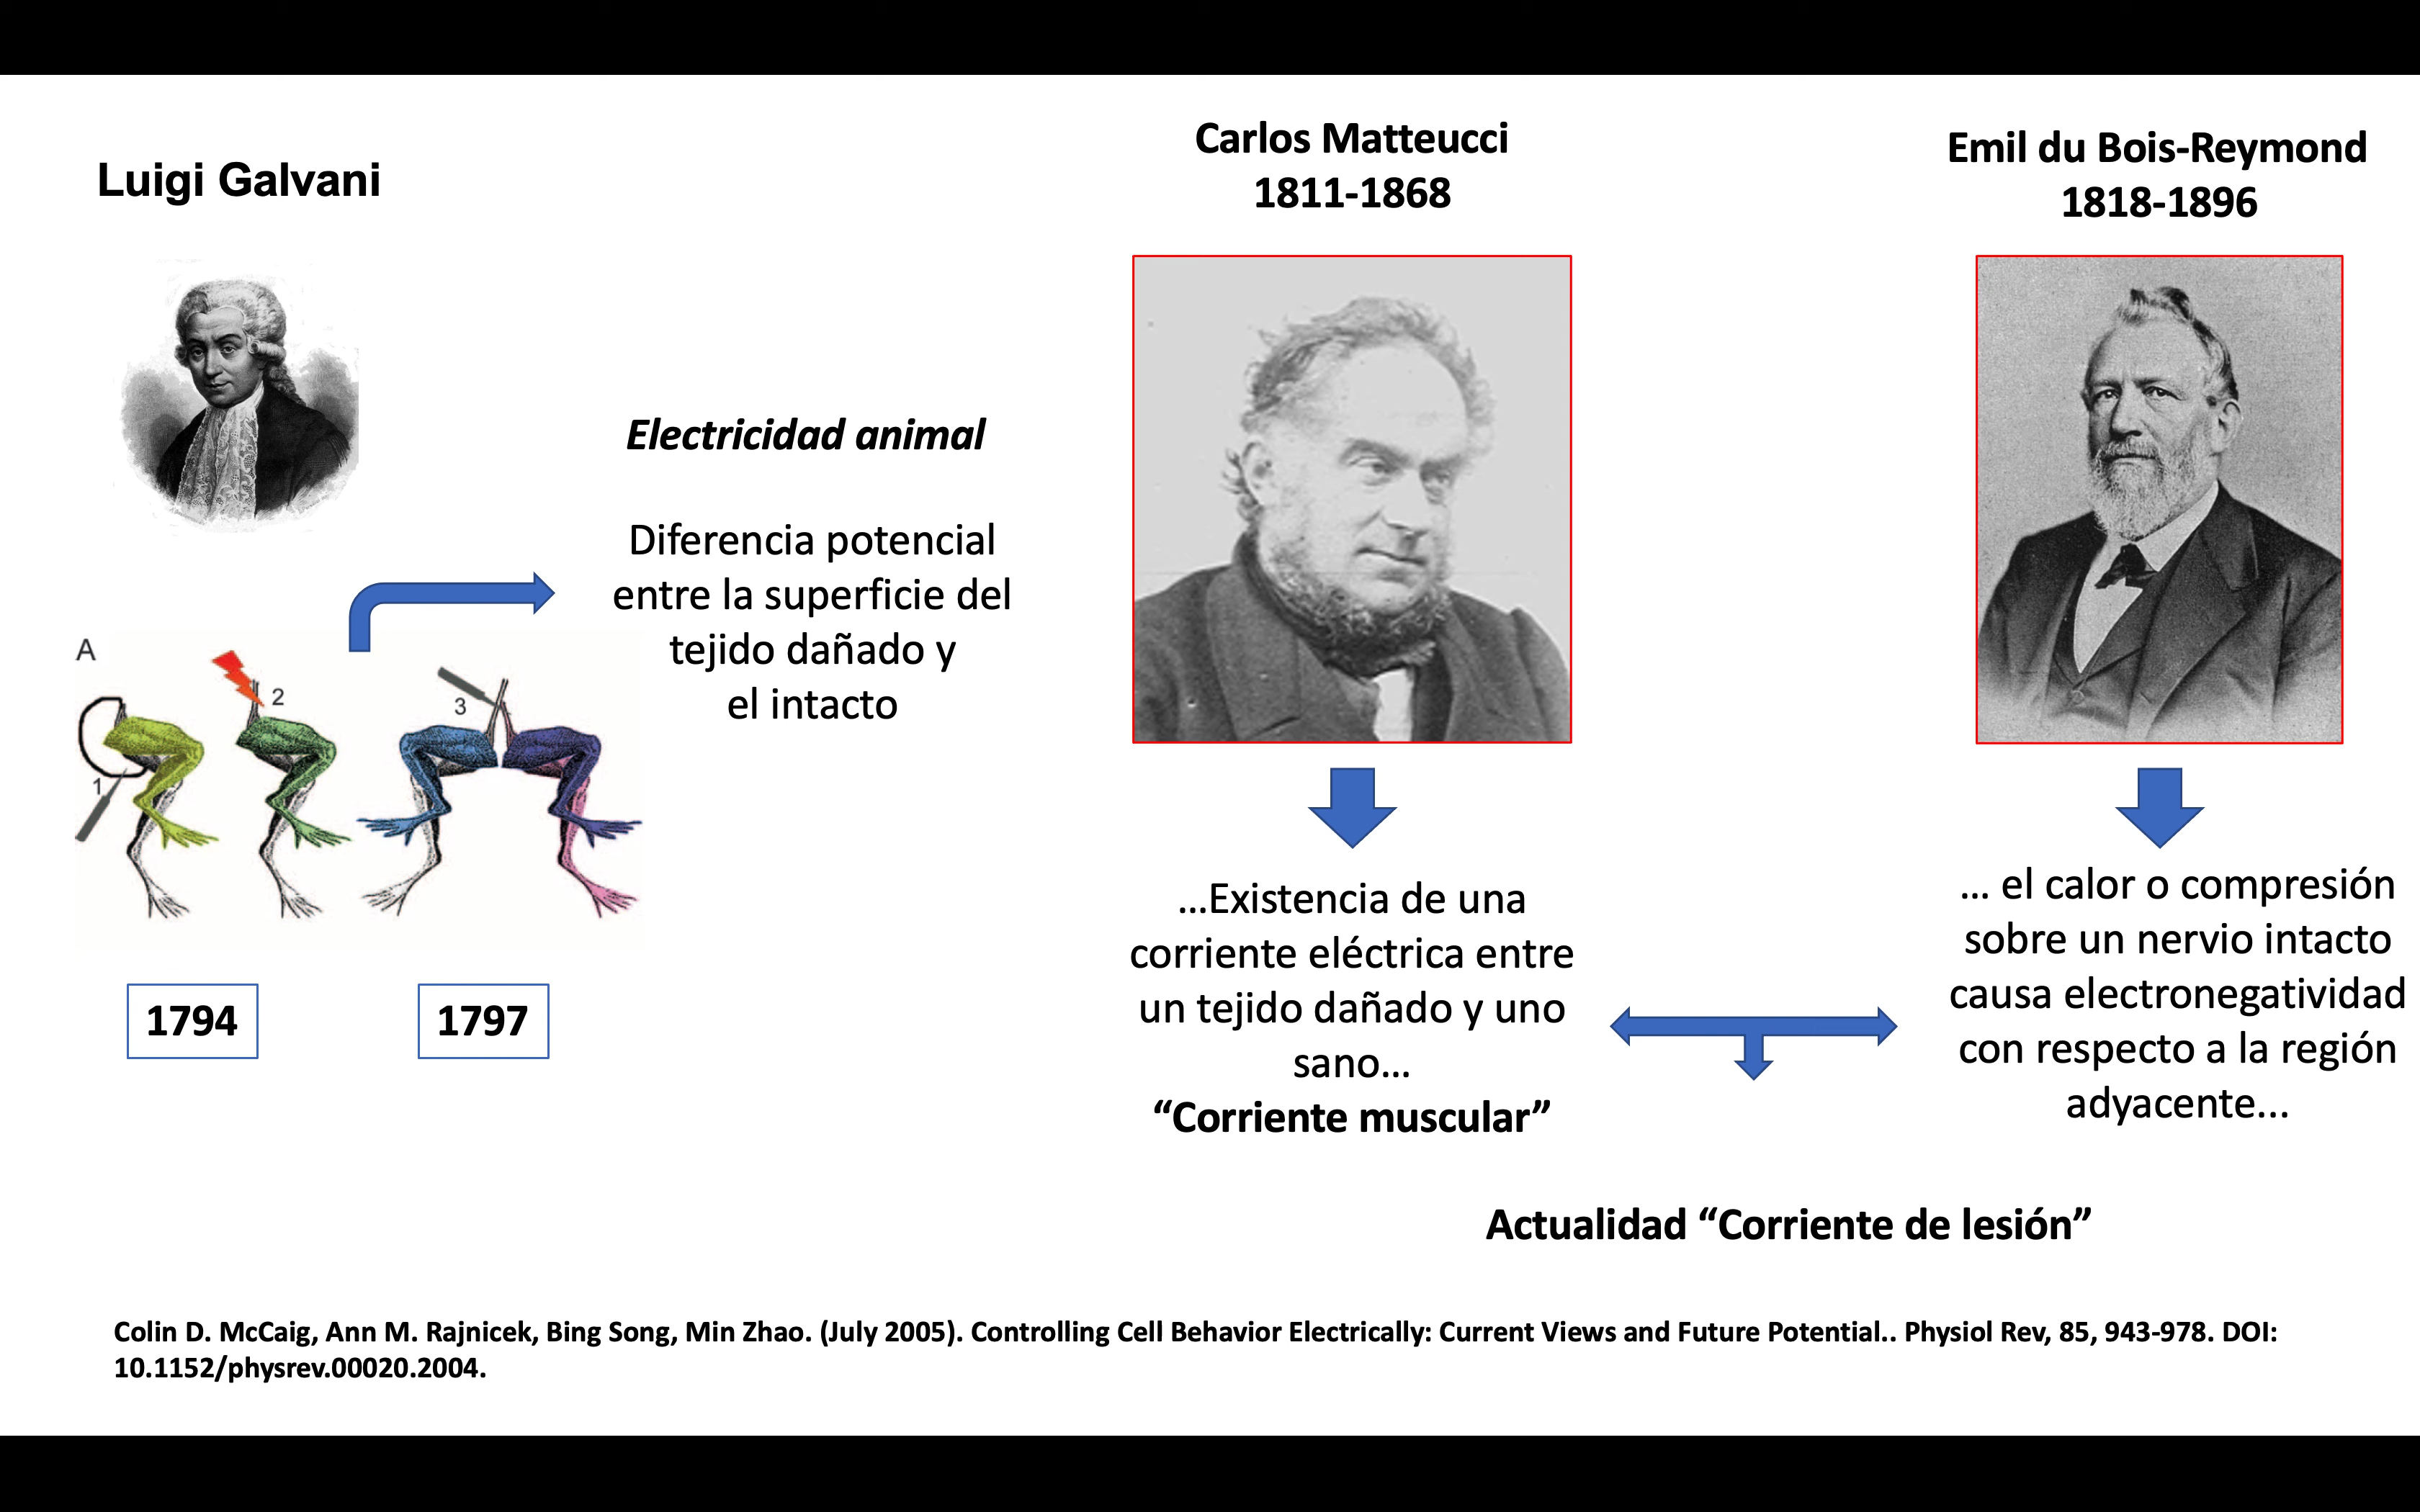 Luigi Galvani
A
1
2
3
1794
1797
Electricidad animal
Diferencia potencial
entre la superficie del
tejido dañado y
el intacto
Carlos Matteucci
1811-1868
...Existencia de una
corriente eléctrica entre
un tejido dañado y uno
sano...
“Corriente muscular”
Emil du Bois-Reymond
1818-1896
... el calor o compresión
sobre un nervio intacto
causa electronegatividad
con respecto a la región
adyacente...
Actualidad “Corriente de lesión”
Colin D. McCaig, Ann M. Rajnicek, Bing Song, Min Zhao. (July 2005). Controlling Cell Behavior Electrically: Current Views and Future Potential.. Physiol Rev, 85, 943-978. DOI:
10.1152/physrev.00020.2004.